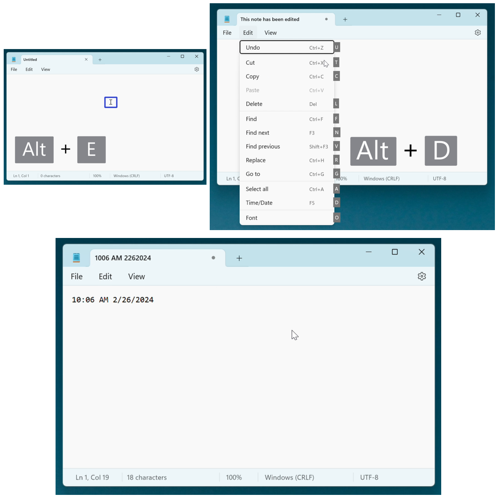 Untitled
File Edit View
Alt + E
Ln 1, Col 1 0 characters 100% Windows (CRLF) UTF-8
This note has been edited
File Edit View
Undo Ctrl+Z U
Cut Ctrl+X T
Copy Ctrl+C C
Paste Ctrl+V
Delete Del L
Find Ctrl+F F
Find next F3 N
Find previous Shift+F3 V
Replace Ctrl+H R
Go to Ctrl+G G
Select all Ctrl+A A
Time/Date F5 D
Font O
Alt + D
Ln 1, 100% Windows (CRLF) UTF-8
1006 AM 2262024
File Edit View
10:06 AM 2/26/2024
Ln 1, Col 19 18 characters 100% Windows (CRLF) UTF-8